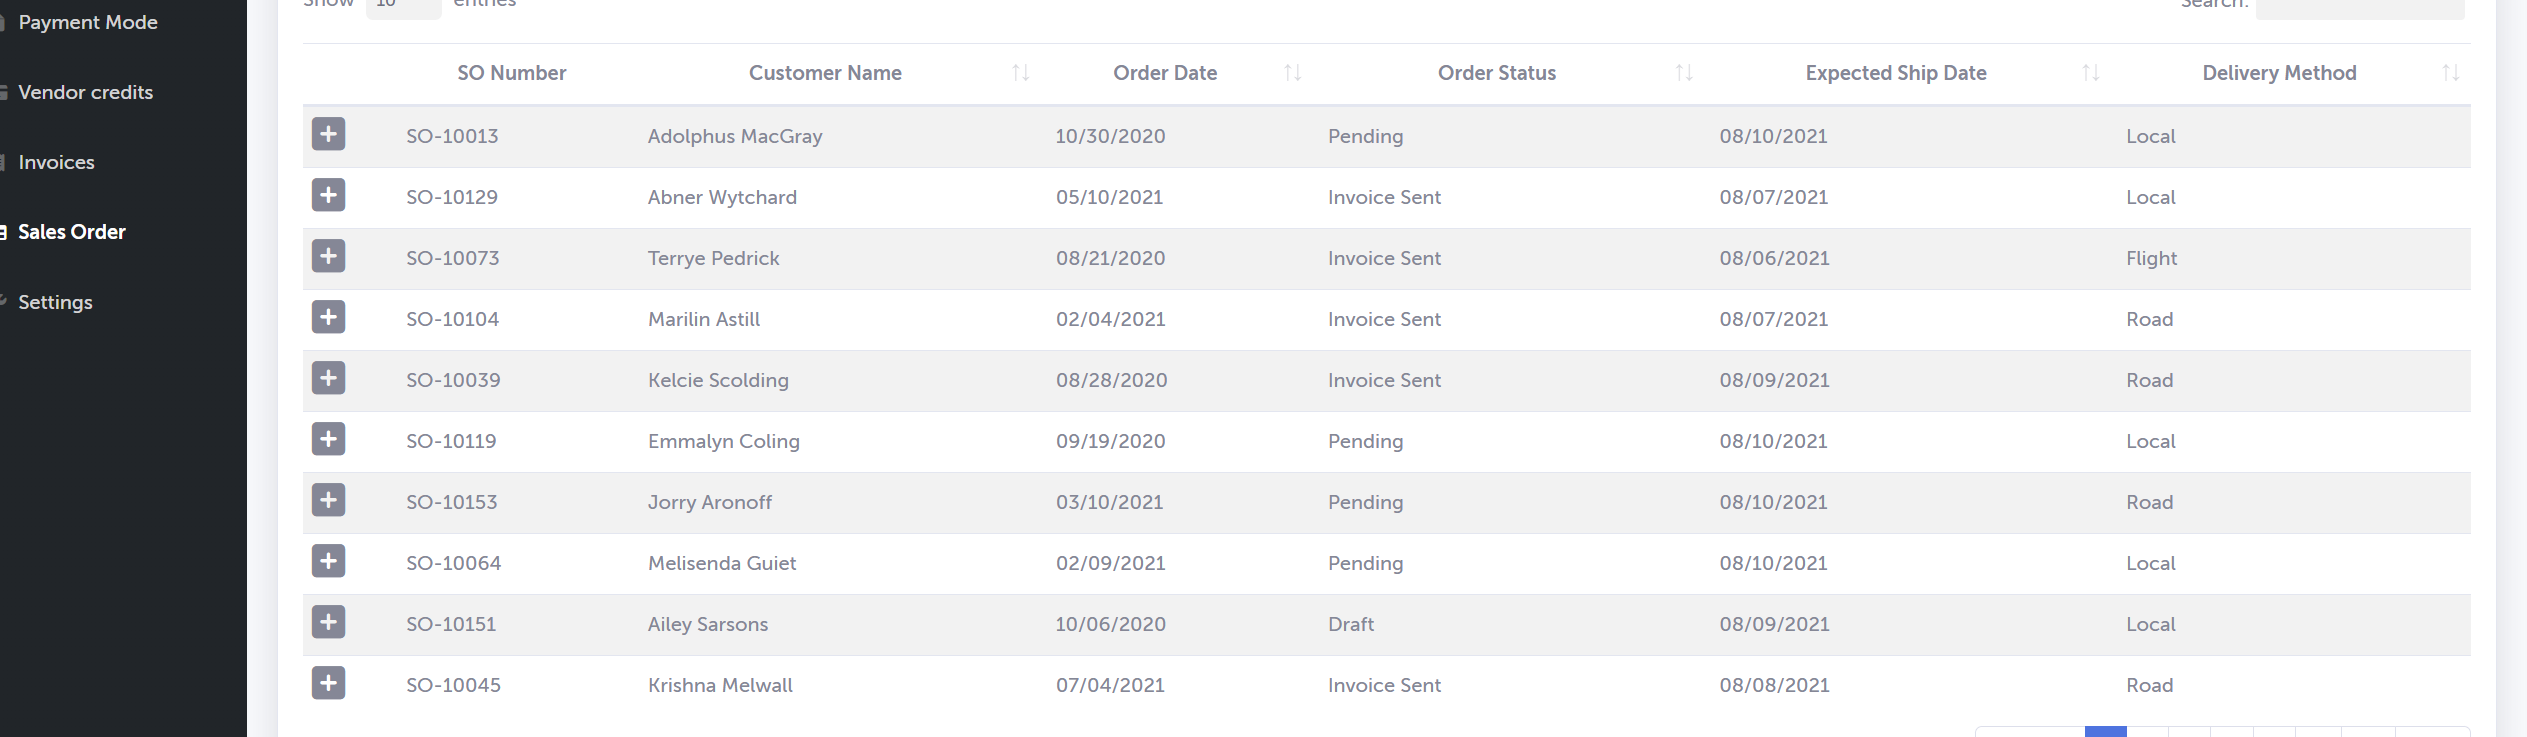 Payment Mode
Vendor credits
Invoices
Sales Order
Settings
Show 10 entries
Search:
SO Number Customer Name Order Date Order Status Expected Ship Date Delivery Method
SO-10013 Adolphus MacGray 10/30/2020 Pending 08/10/2021 Local
SO-10129 Abner Wytchard 05/10/2021 Invoice Sent 08/07/2021 Local
SO-10073 Terrye Pedrick 08/21/2020 Invoice Sent 08/06/2021 Flight
SO-10104 Marilin Astill 02/04/2021 Invoice Sent 08/07/2021 Road
SO-10039 Kelcie Scolding 08/28/2020 Invoice Sent 08/09/2021 Road
SO-10119 Emmalyn Coling 09/19/2020 Pending 08/10/2021 Local
SO-10153 Jorry Aronoff 03/10/2021 Pending 08/10/2021 Road
SO-10064 Melisenda Guiet 02/09/2021 Pending 08/10/2021 Local
SO-10151 Ailey Sarsons 10/06/2020 Draft 08/09/2021 Local
SO-10045 Krishna Melwall 07/04/2021 Invoice Sent 08/08/2021 Road